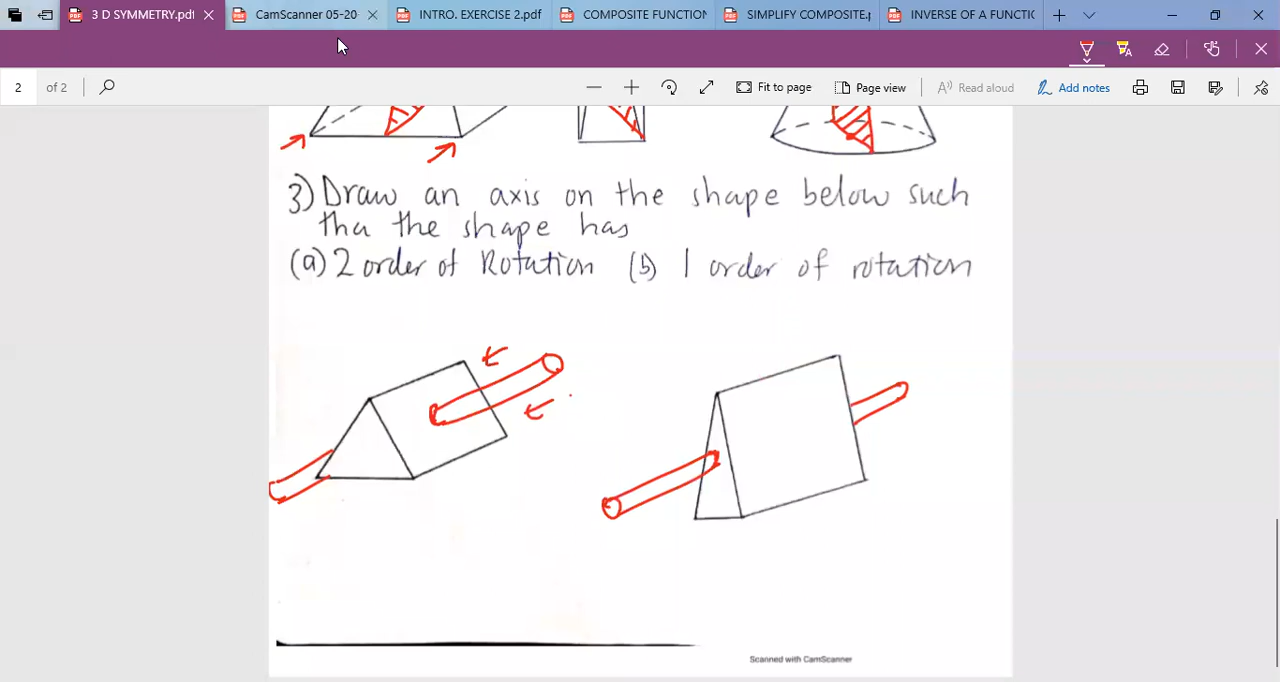 3 D SYMMETRY.pdf
CamScanner 05-20-
INTRO. EXERCISE 2.pdf
COMPOSITE FUNCTION
SIMPLIFY COMPOSITE.p
INVERSE OF A FUNCTIO
2 of 2
Fit to page
Page view
Read aloud
Add notes
3) Draw an axis on the shape below such
tha the shape has
(a) 2 order of Rotation (b) 1 order of rotation
Scanned with CamScanner